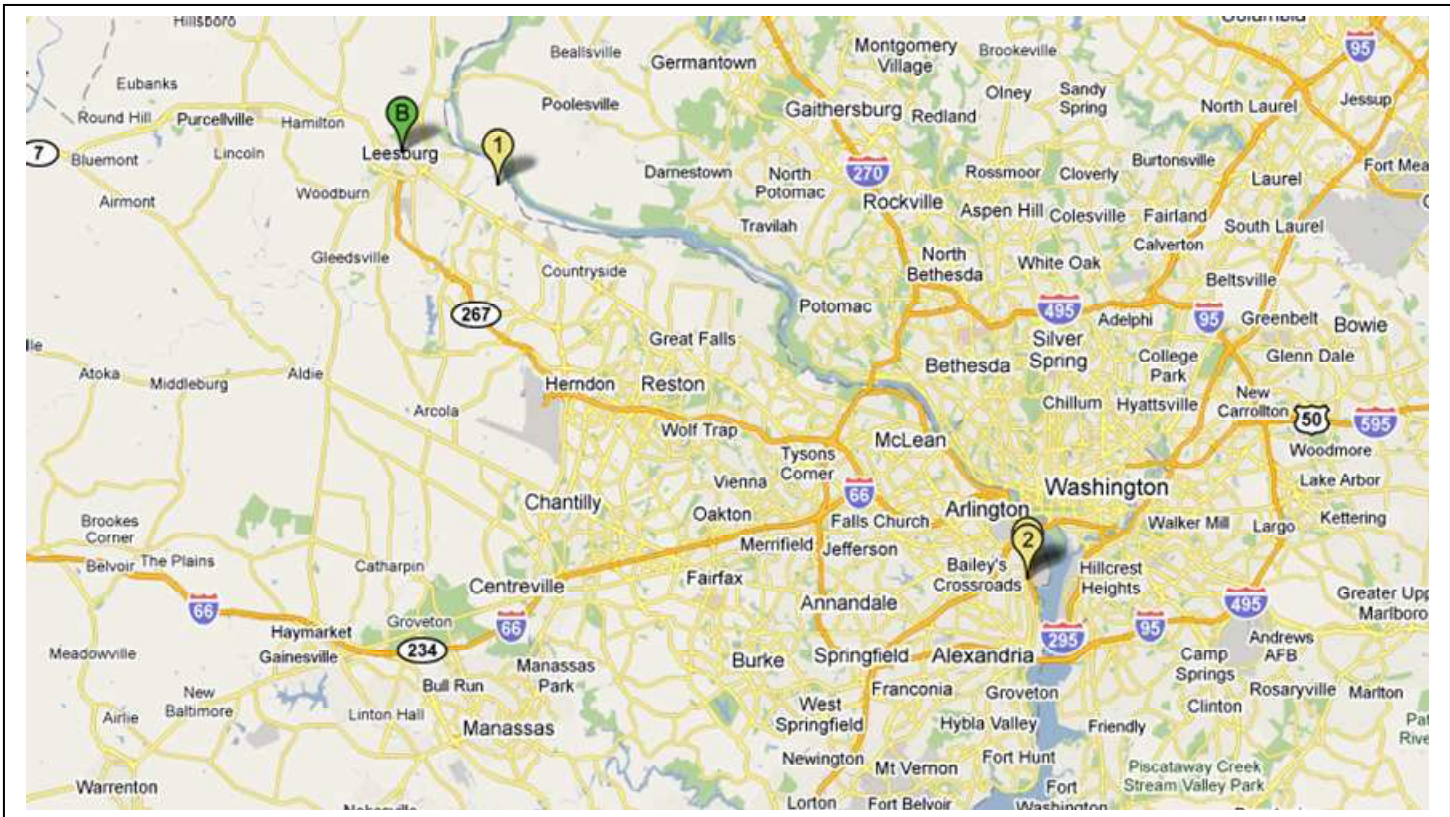 Hillsboro
Columbia
Beallsville
Montgomery
Village
Brookeville
95
Germantown
Eubanks
Poolesville
Olney
Sandy
Spring
Round Hill
Purcellville
Hamilton
B
Gaithersburg
Redland
North Laurel
Jessup
7
Bluemont
Lincoln
Leesburg
1
Darnestown
North
Potomac
270
Rossmoor
Cloverly
Burtonsville
Laurel
Fort Mea
Airmont
Woodburn
Rockville
Aspen Hill
Colesville
Fairland
Travilah
South Laurel
Gleedsville
Countryside
North
Bethesda
White Oak
Calverton
Beltsville
267
Potomac
495
Adelphi
95
Greenbelt
Bowie
Great Falls
Silver
Spring
College
Park
Glenn Dale
Atoka
Middleburg
Aldie
Herndon
Reston
Bethesda
Arcola
Chillum
Hyattsville
New
Carrollton
50
595
Wolf Trap
McLean
Woodmore
Tysons
Corner
Vienna
66
Washington
Lake Arbor
Chantilly
Oakton
Falls Church
Arlington
Walker Mill
Largo
Kettering
Brookes
Corner
Merrifield
Jefferson
2
Belvoir
The Plains
Catharpin
Centreville
Fairfax
Bailey's
Crossroads
Hillcrest
Heights
66
Groveton
66
Annandale
495
Greater Upp
Marlboro
Haymarket
295
95
Meadowville
Gainesville
234
Burke
Springfield
Alexandria
Andrews
AFB
Bull Run
Manassas
Park
Franconia
Groveton
Camp
Springs
Rosaryville
Marlton
New
Baltimore
Airlie
Linton Hall
Manassas
West
Springfield
Hybla Valley
Friendly
Clinton
Pat
Rive
Newington
Mt Vernon
Fort Hunt
Piscataway Creek
Stream Valley Park
Warrenton
Lorton
Fort Belvoir
Fort
Washington